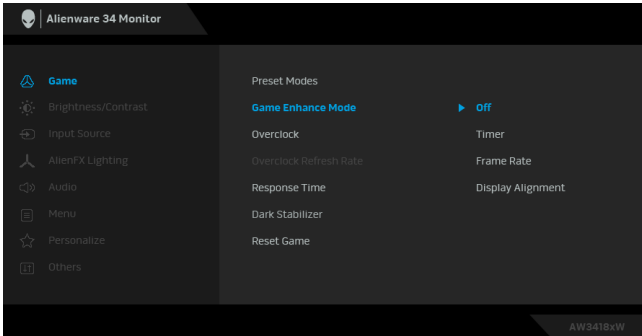 Alienware 34 Monitor
Game
Brightness/Contrast
Input Source
AlienFX Lighting
Audio
Menu
Personalize
Others
Preset Modes
Game Enhance Mode
Overclock
Overclock Refresh Rate
Response Time
Dark Stabilizer
Reset Game
Off
Timer
Frame Rate
Display Alignment
AW3418xW